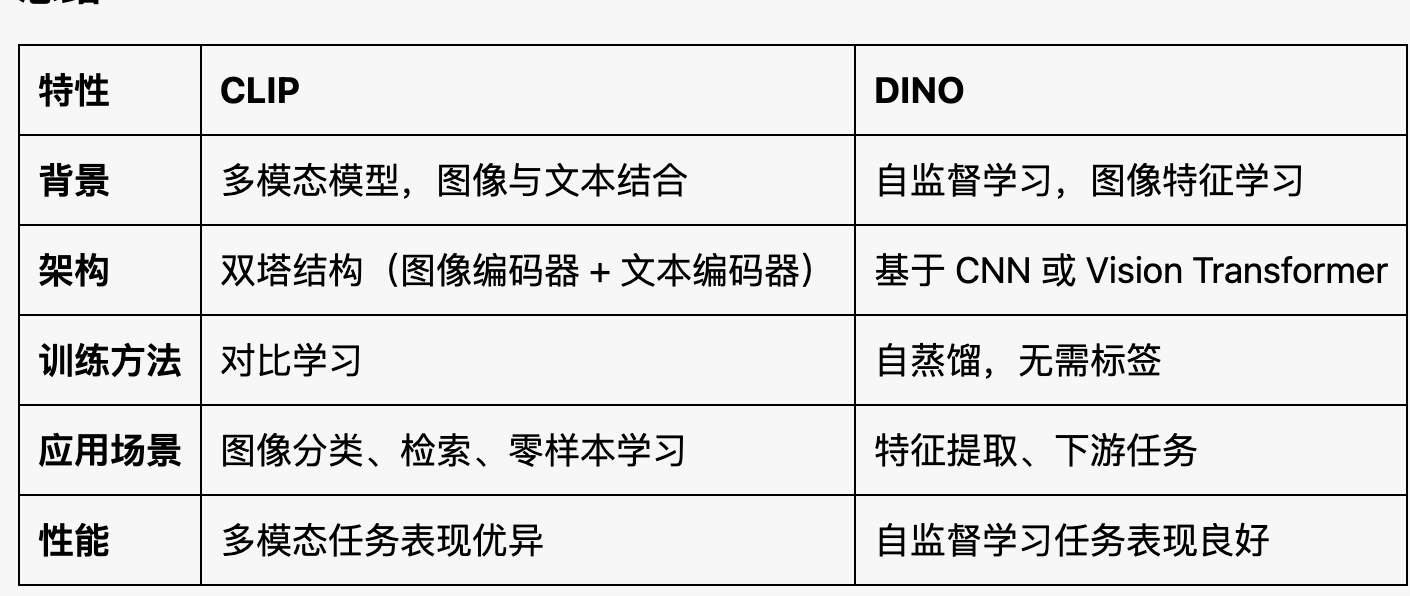 特性 CLIP DINO
背景 多模态模型，图像与文本结合 自监督学习，图像特征学习
架构 双塔结构（图像编码器 + 文本编码器） 基于 CNN 或 Vision Transformer
训练方法 对比学习 自蒸馏，无需标签
应用场景 图像分类、检索、零样本学习 特征提取、下游任务
性能 多模态任务表现优异 自监督学习任务表现良好